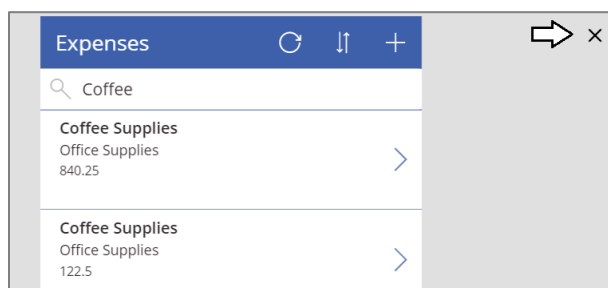 Expenses
Coffee
Coffee Supplies
Office Supplies
840.25
Coffee Supplies
Office Supplies
122.5